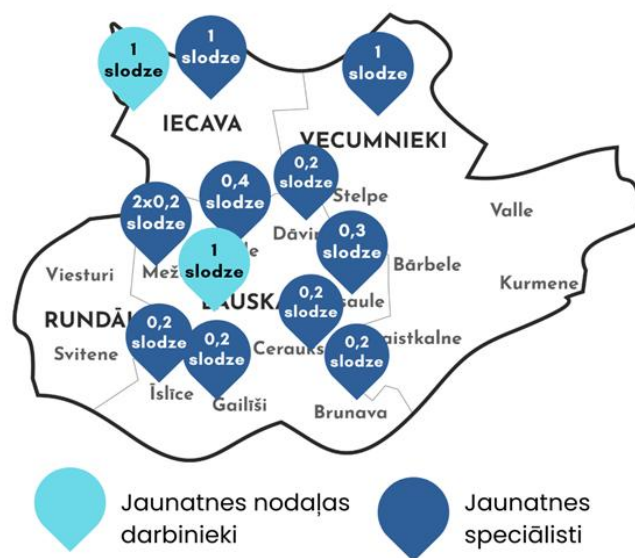 1
slodze
1
slodze
1
slodze
IECAVA
VECUMNIEKI
0,2
slodze
0,4
slodze
2x0,2
slodze
Stelpe
Valle
1
slodze
0,3
slodze
Bārbele
Viesturi
Kurmene
0,2
slodze
0,2
slodze
0,2
slodze
Cerauks
0,2
slodze
Svitene
Īslīce
Gailīši
Brunava
Jaunatnes nodaļas
darbinieki
Jaunatnes
speciālisti